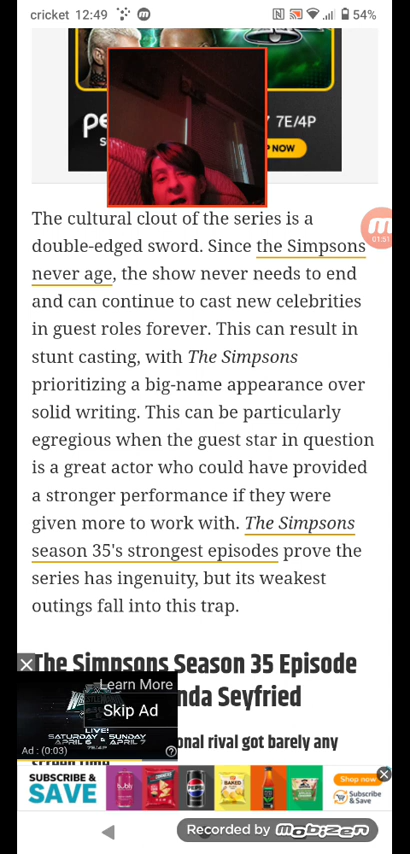 cricket 12:49 54%
7E/4P
NOW
The cultural clout of the series is a
double-edged sword. Since the Simpsons
never age, the show never needs to end
and can continue to cast new celebrities
in guest roles forever. This can result in
stunt casting, with The Simpsons
prioritizing a big-name appearance over
solid writing. This can be particularly
egregious when the guest star in question
is a great actor who could have provided
a stronger performance if they were
given more to work with. The Simpsons
season 35's strongest episodes prove the
series has ingenuity, but its weakest
outings fall into this trap.
The Simpsons Season 35 Episode
nda Seyfried
onal rival got barely any
Learn More
Skip Ad
LIVE!
SATURDAY & SUNDAY
APRIL 6 APRIL 7
Ad : (0:03)
SUBSCRIBE &
SAVE
bubly
pepsi
BAKED
Shop now
Subscribe
& Save
Recorded by mobizen